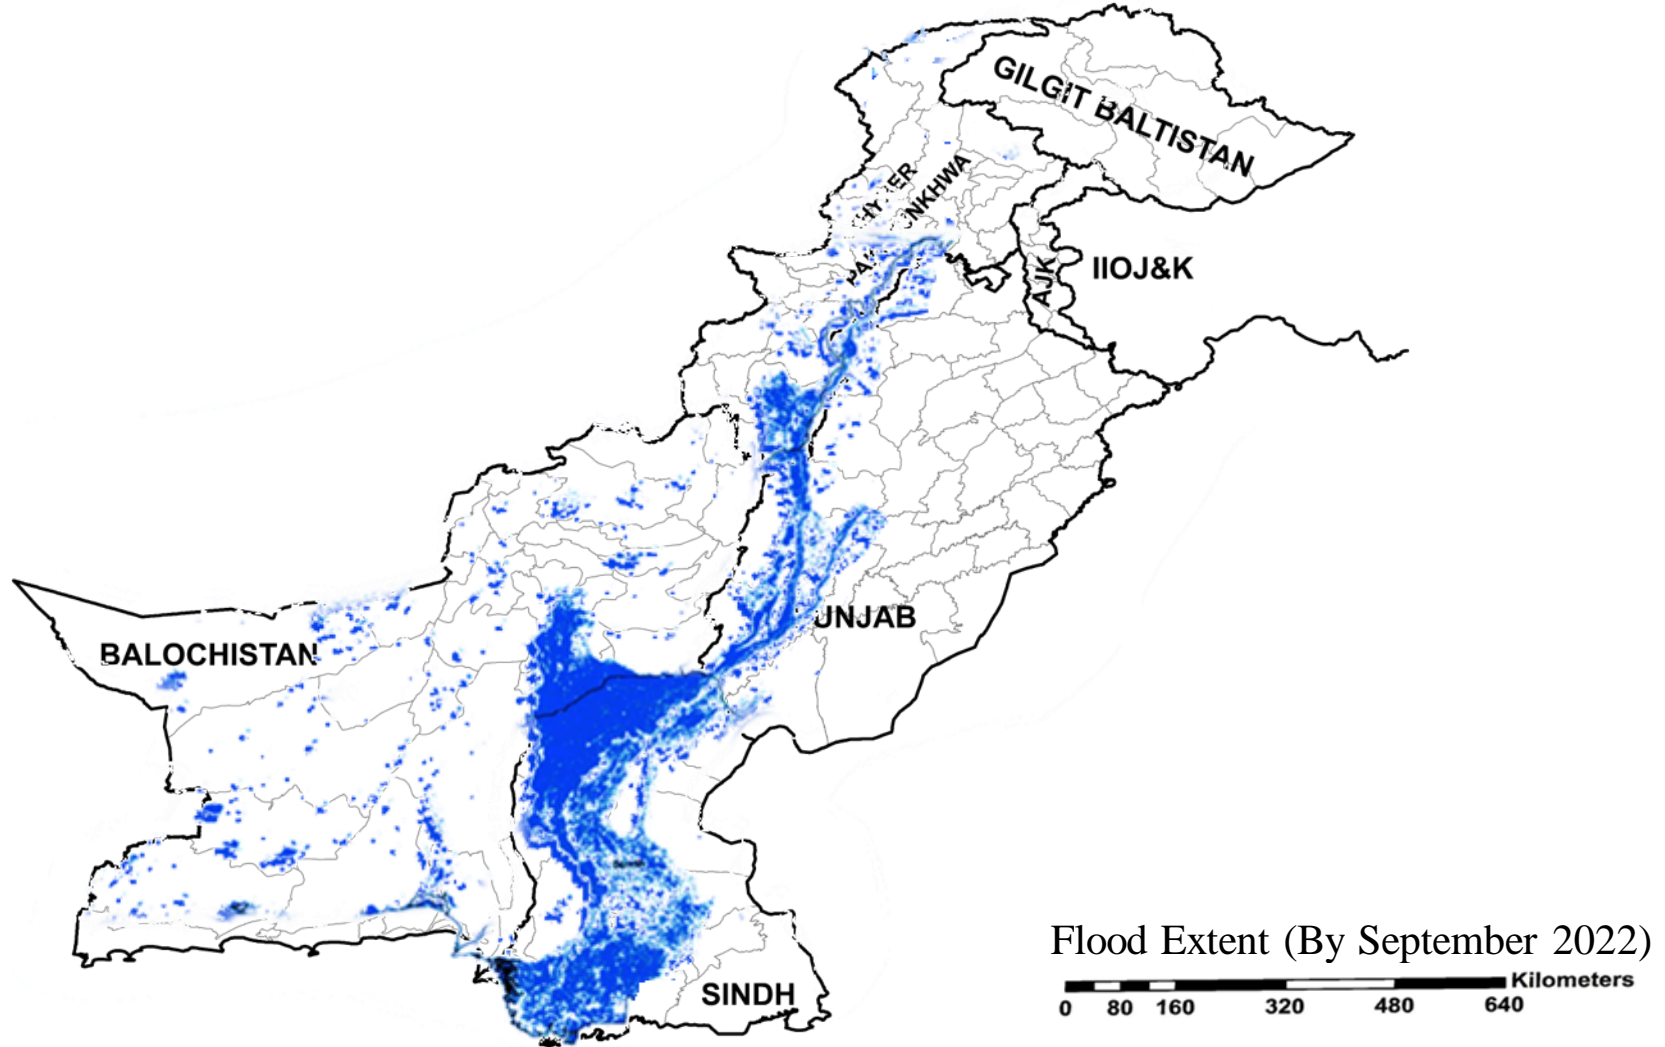 GILGIT BALTISTAN
NKHWA
AJK
IIOJ&K
UNJAB
BALOCHISTAN
SINDH
Flood Extent (By September 2022)
Kilometers
0 80 160 320 480 640